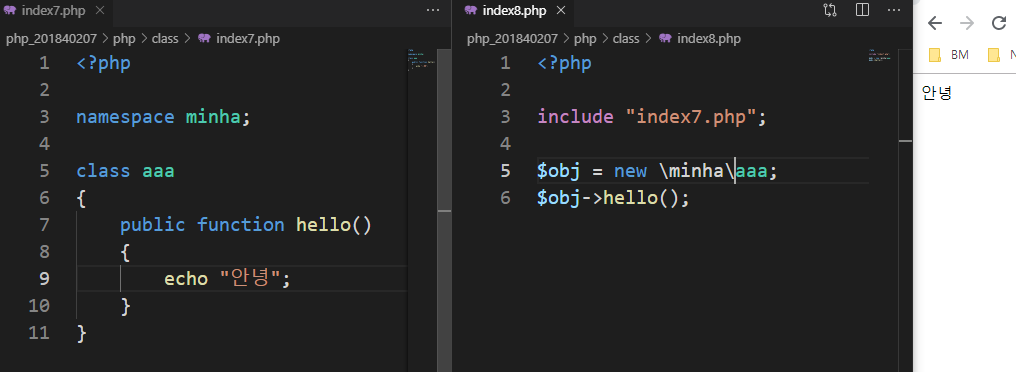 index7.php
php_201840207 > php > class > index7.php
1 <?php
2
3 namespace minha;
4
5 class aaa
6 {
7 public function hello()
8 {
9 echo "안녕";
10 }
11 }
index8.php
php_201840207 > php > class > index8.php
1 <?php
2
3 include "index7.php";
4
5 $obj = new \minha\aaa;
6 $obj->hello();
BM
안녕